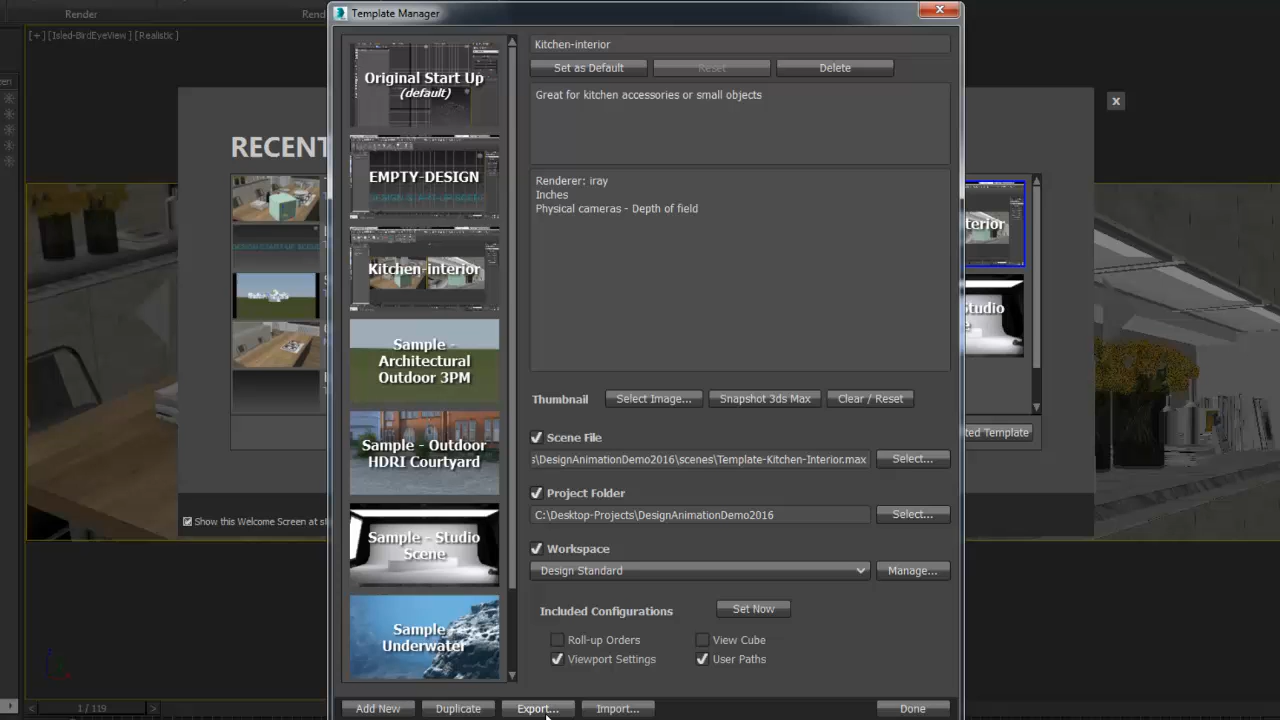 Render
Rend
Template Manager
[+] [Isled-BirdEyeView ] [Realistic ]
Original Start Up
(default)
EMPTY-DESIGN
Kitchen-interior
Sample -
Architectural
Outdoor 3PM
Sample - Outdoor
HDRI Courtyard
Sample - Studio
Scene
Sample -
Underwater
Kitchen-interior
Set as Default
Reset
Delete
Great for kitchen accessories or small objects
Renderer: iray
Inches
Physical cameras - Depth of field
Thumbnail
Select Image...
Snapshot 3ds Max
Clear / Reset
Scene File
:\DesignAnimationDemo2016\scenes\Template-Kitchen-Interior.max
Select...
Project Folder
C:\Desktop-Projects\DesignAnimationDemo2016
Select...
Workspace
Design Standard
Manage...
Included Configurations
Set Now
Roll-up Orders
View Cube
Viewport Settings
User Paths
Add New
Duplicate
Export...
Import...
Done
RECENT
Show this Welcome Screen at st
terior
Studio
ted Template
1 / 119